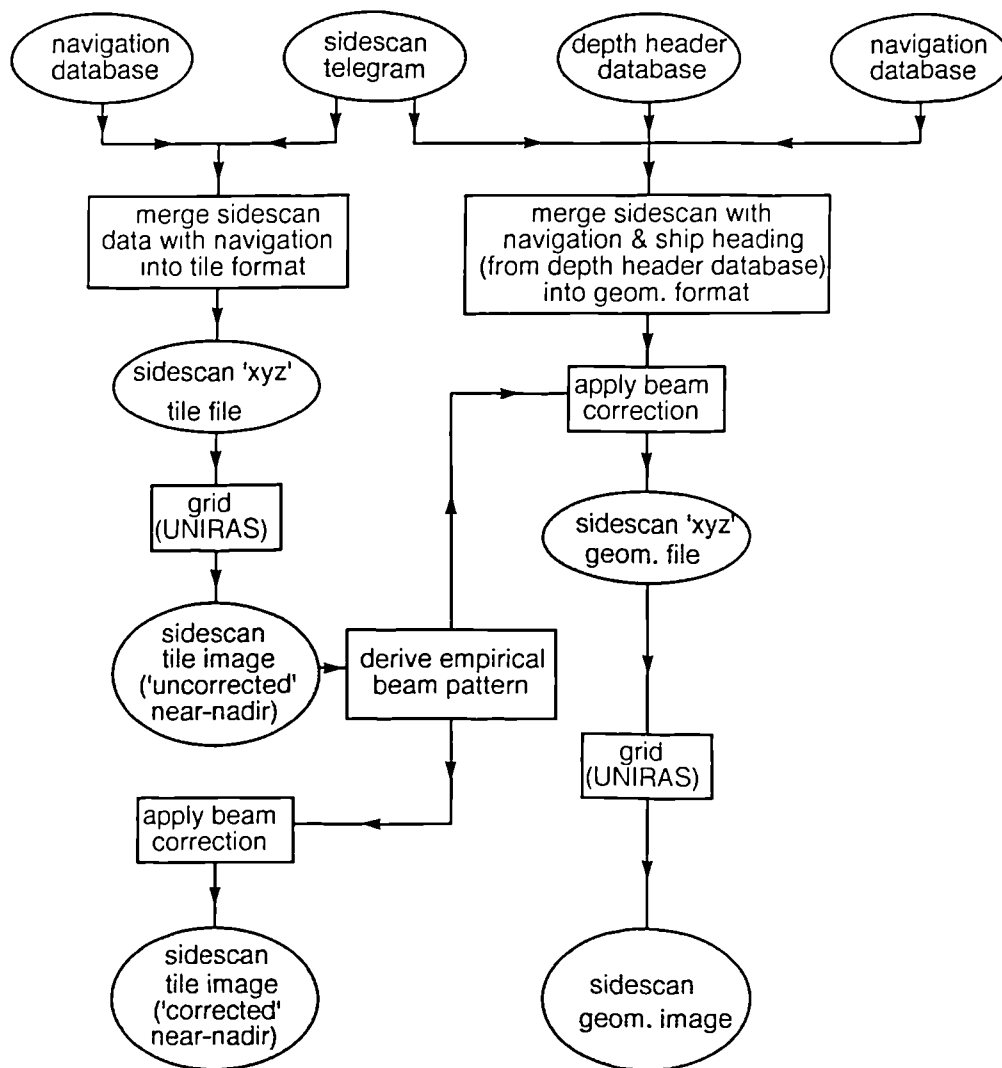 navigation
database
sidescan
telegram
depth header
database
navigation
database
merge sidescan
data with navigation
into tile format
merge sidescan with
navigation & ship heading
(from depth header database)
into geom. format
sidescan 'xyz'
tile file
apply beam
correction
grid
(UNIRAS)
sidescan 'xyz'
geom. file
sidescan
tile image
('uncorrected'
near-nadir)
derive empirical
beam pattern
grid
(UNIRAS)
apply beam
correction
sidescan
tile image
('corrected'
near-nadir)
sidescan
geom. image